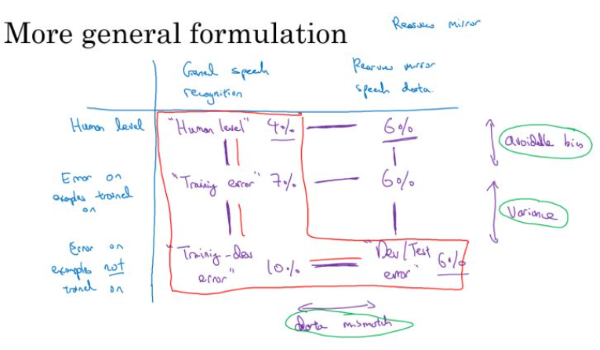 More general formulation
Rearview mirror
General speech
recognition
Rearview mirror
speech data.
Human level
"Human level" 4%
6%
avoidable bias
Error on
examples trained
on
"Training error" 7%
6%
Variance
Error on
examples not
trained on
"Training-dev
error" 10%
"Dev/Test
error" 6%
data mismatch